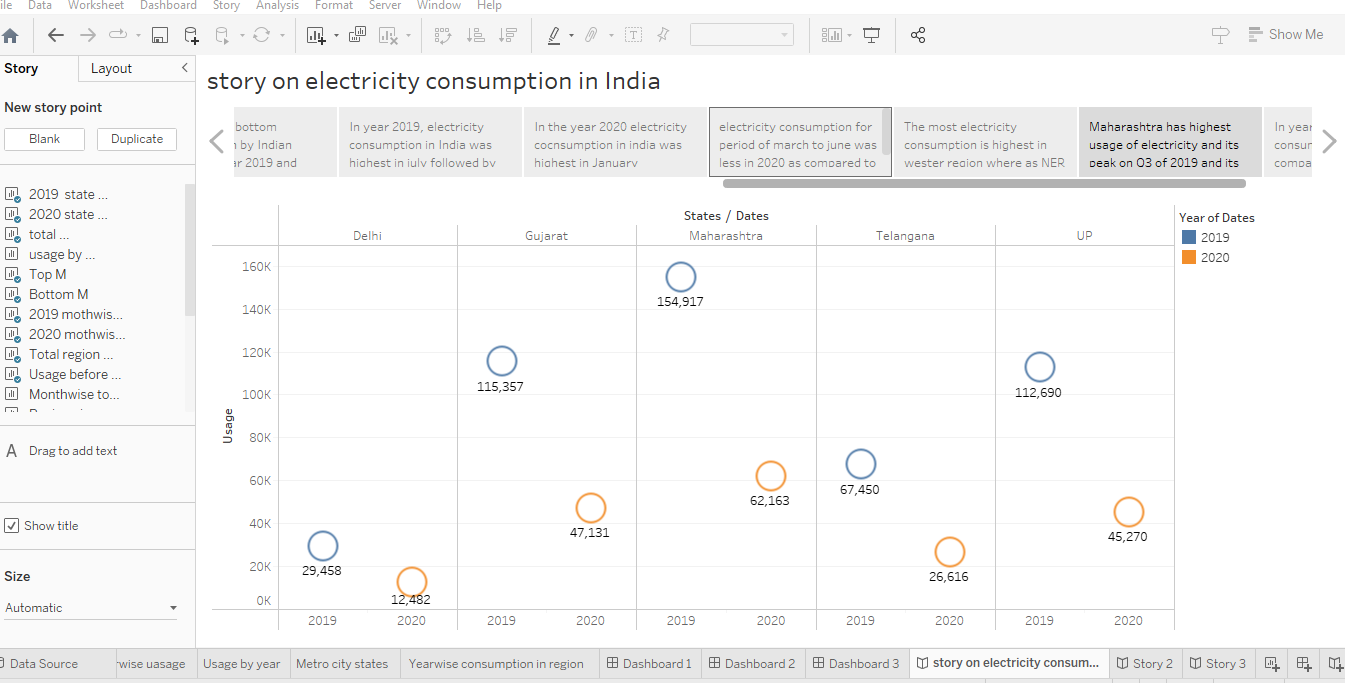 ile Data Worksheet Dashboard Story Analysis Format Server Window Help
Show Me
Story Layout
New story point
Blank Duplicate
2019 state ...
2020 state ...
total ...
usage by ...
Top M
Bottom M
2019 mothwis...
2020 mothwis...
Total region ...
Usage before ...
Monthwise to...
A Drag to add text
Show title
Size
Automatic
story on electricity consumption in India
bottom
n by Indian
ar 2019 and
In year 2019, electricity
consumption in India was
highest in july followed by
In the year 2020 electricity
cocnsumption in india was
highest in January
electricity consumption for
period of march to june was
less in 2020 as compared to
The most electricity
consumption is highest in
wester region where as NER
Maharashtra has highest
usage of electricity and its
peak on Q3 of 2019 and its
In year
consur
compa
States / Dates
Delhi Gujarat Maharashtra Telangana UP
Usage
160K
140K
120K
100K
80K
60K
40K
20K
0K
154,917
115,357
112,690
62,163
67,450
47,131
45,270
29,458
26,616
12,482
2019 2020 2019 2020 2019 2020 2019 2020 2019 2020
Year of Dates
2019
2020
Data Source rwise uasage Usage by year Metro city states Yearwise consumption in region Dashboard 1 Dashboard 2 Dashboard 3 story on electricity consum... Story 2 Story 3